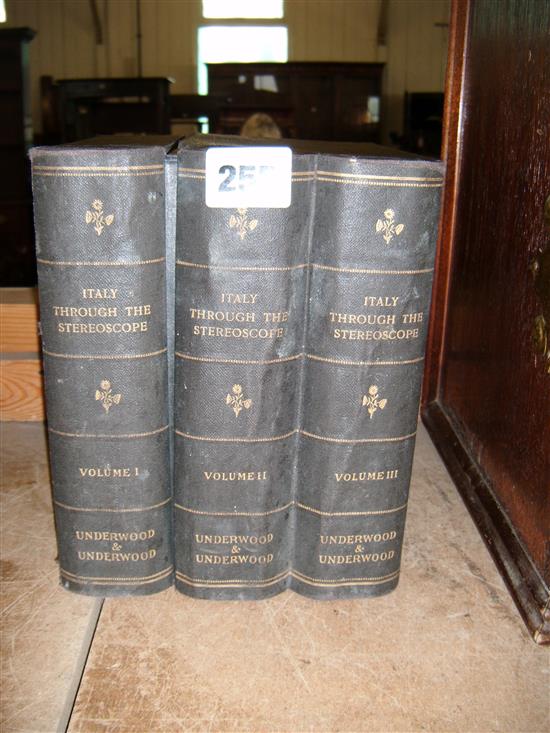 ITALY
THROUGH THE
STEREOSCOPE
VOLUME I
UNDERWOOD
&
UNDERWOOD
ITALY
THROUGH THE
STEREOSCOPE
VOLUME II
UNDERWOOD
&
UNDERWOOD
ITALY
THROUGH THE
STEREOSCOPE
VOLUME III
UNDERWOOD
&
UNDERWOOD